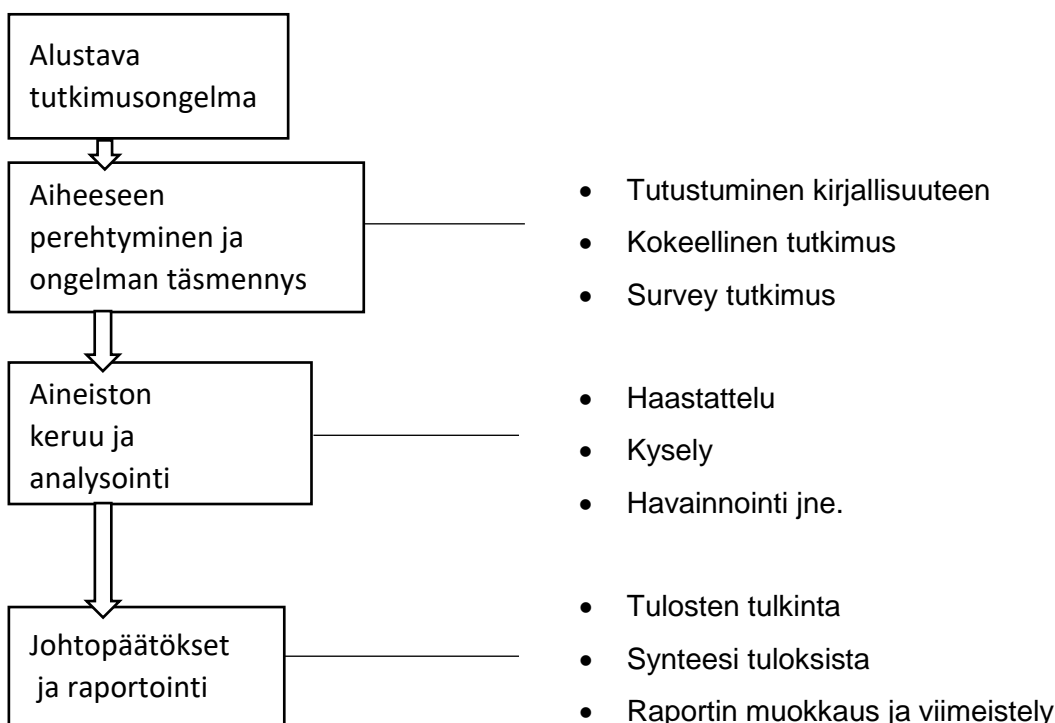 Alustava
tutkimusongelma
Aiheeseen
perehtyminen ja
ongelman täsmennys
• Tutustuminen kirjallisuuteen
• Kokeellinen tutkimus
• Survey tutkimus
Aineiston
keruu ja
analysointi
• Haastattelu
• Kysely
• Havainnointi jne.
Johtopäätökset
ja raportointi
• Tulosten tulkinta
• Synteesi tuloksista
• Raportin muokkaus ja viimeistely